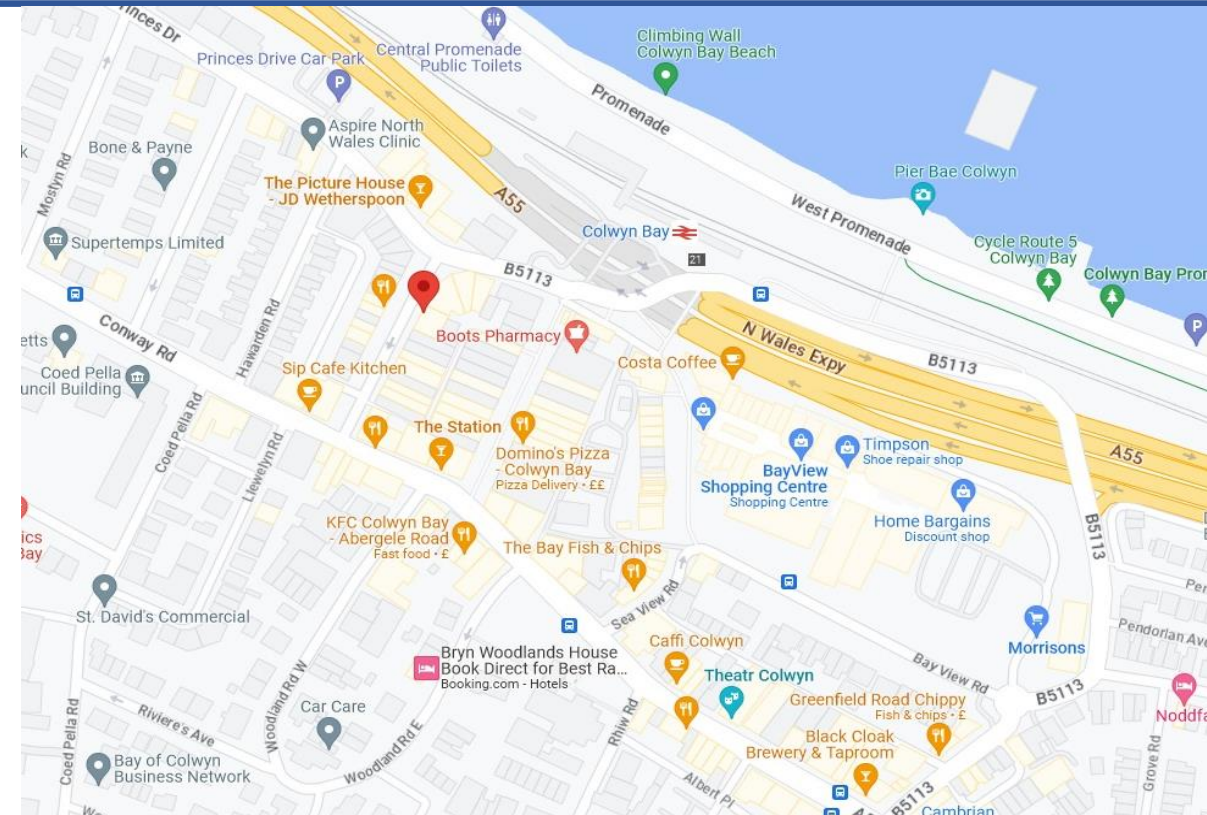 Princes Dr
Central Promenade
Public Toilets
Climbing Wall
Colwyn Bay Beach
Princes Drive Car Park
P
Promenade
Aspire North
Wales Clinic
Bone & Payne
Mostyn Rd
The Picture House
- JD Wetherspoon
A55
Pier Bae Colwyn
West Promenade
Supertemps Limited
Colwyn Bay
21
Cycle Route 5
Colwyn Bay
Colwyn Bay Pro
P
B5113
Hawarden Rd
Conway Rd
Boots Pharmacy
N Wales Expy
B5113
etts
Coed Pella
uncil Building
Sip Cafe Kitchen
Costa Coffee
Coed Pella Rd
Llewelyn Rd
The Station
Domino's Pizza
- Colwyn Bay
Pizza Delivery · ££
BayView
Shopping Centre
Shopping Centre
Timpson
Shoe repair shop
A55
Home Bargains
Discount shop
B5113
ics
Bay
KFC Colwyn Bay
- Abergele Road
Fast food · £
The Bay Fish & Chips
St. David's Commercial
Sea View Rd
Morrisons
Pendorian Ave
Bryn Woodlands House
Book Direct for Best Ra...
Booking.com - Hotels
Caffi Colwyn
Theatr Colwyn
Bay View Rd
B5113
Greenfield Road Chippy
Fish & chips · £
Noddfa
Coed Pella Rd
Riviere's Ave
Woodland Rd W
Car Care
Woodland Rd E
Rhiw Rd
Black Cloak
Brewery & Taproom
Grove Rd
Bay of Colwyn
Business Network
Albert Pl
B5113
Cambrian